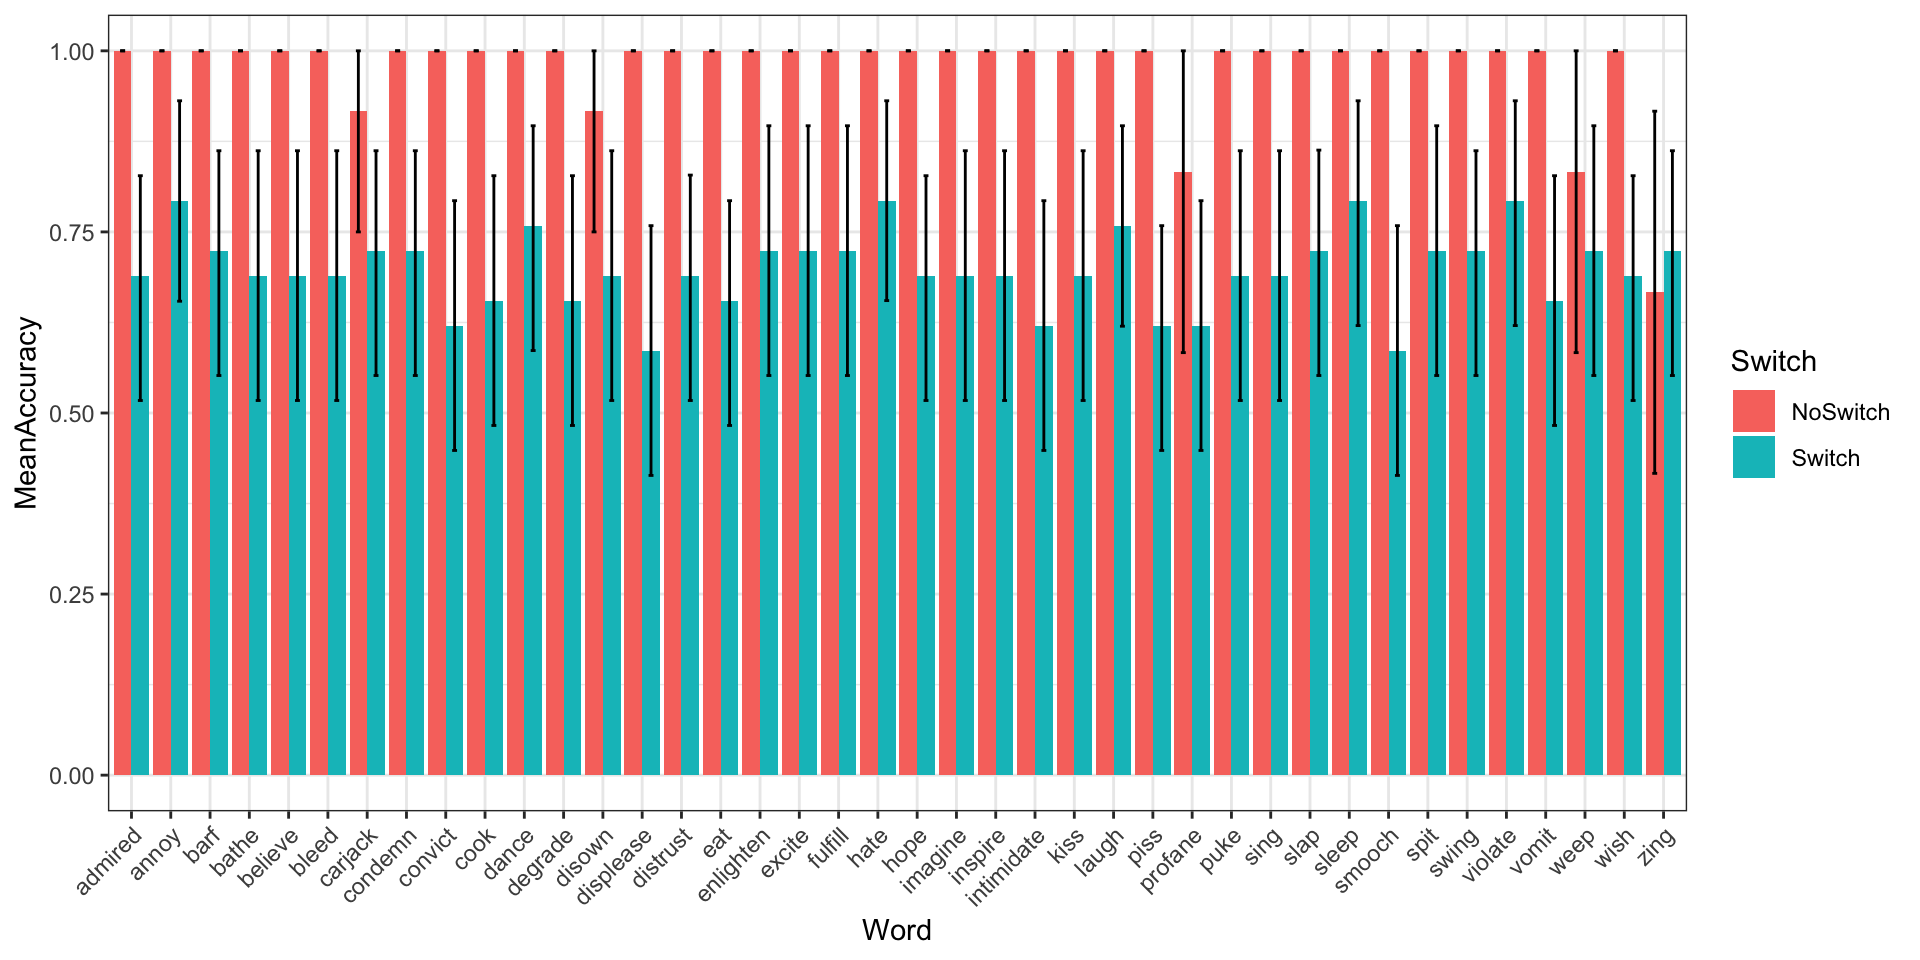 MeanAccuracy
1.00
0.75
0.50
0.25
0.00
admired
annoy
barf
bathe
believe
bleed
carjack
condemn
convict
cook
dance
degrade
disown
displease
distrust
eat
enlighten
excite
fulfill
hate
hope
imagine
inspire
intimidate
kiss
laugh
piss
profane
puke
sing
slap
sleep
smooch
spit
swing
violate
vomit
weep
wish
zing
Word
Switch
NoSwitch
Switch